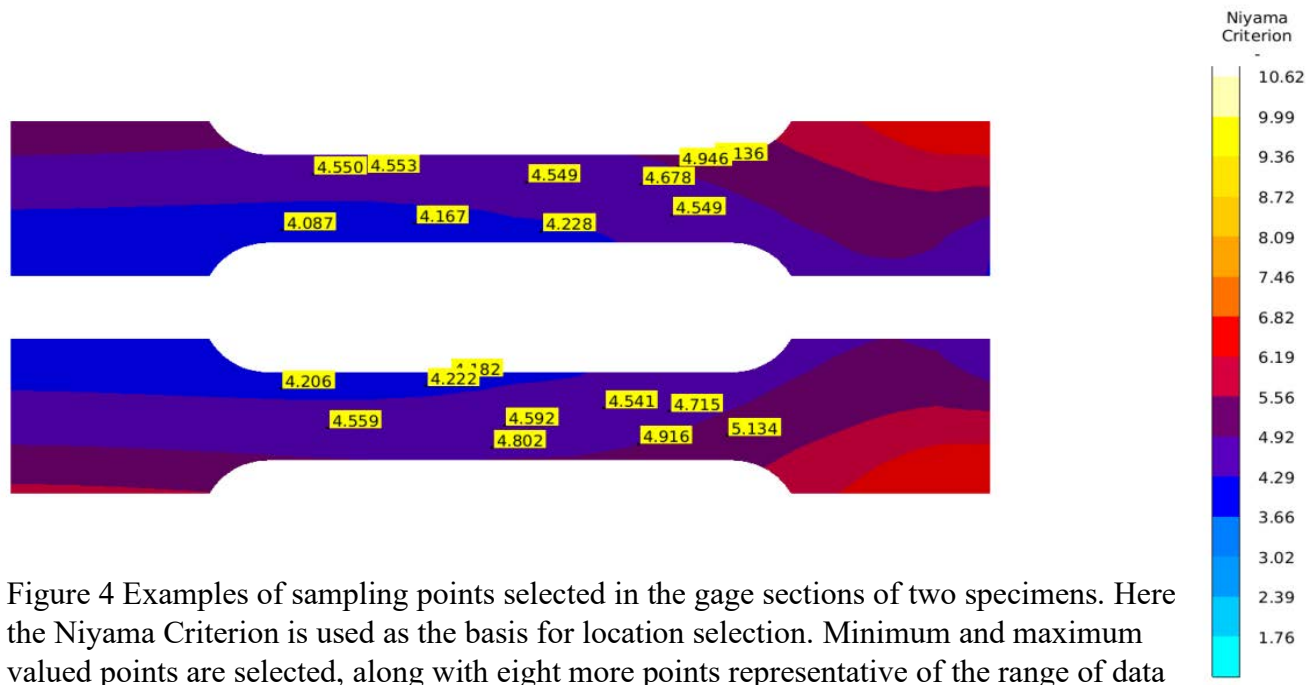 Niyama
Criterion
-
10.62
9.99
9.36
8.72
8.09
7.46
6.82
6.19
5.56
4.92
4.29
3.66
3.02
2.39
1.76
4.550 4.553 4.549 4.946 136
4.678
4.087 4.167 4.228 4.549
4.206 4.222 182
4.541 4.715
4.559 4.592 5.134
4.802 4.916
Figure 4 Examples of sampling points selected in the gage sections of two specimens. Here
the Niyama Criterion is used as the basis for location selection. Minimum and maximum
valued points are selected, along with eight more points representative of the range of data